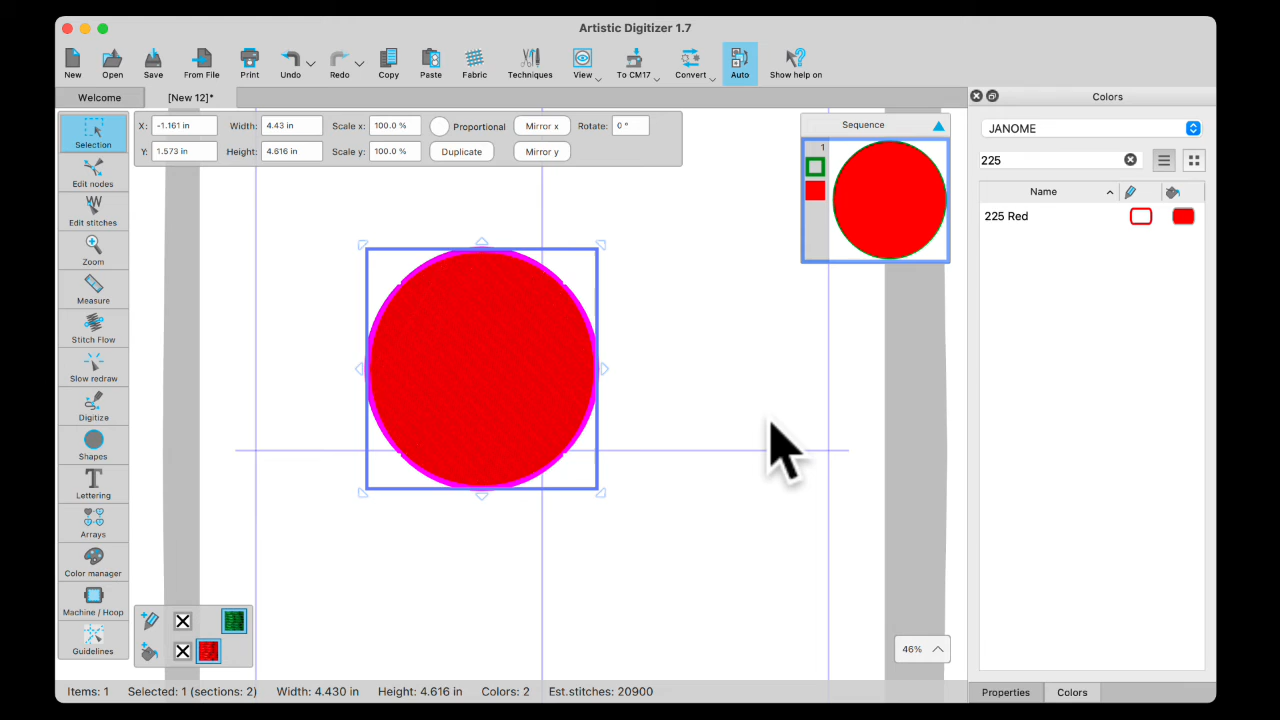 Artistic Digitizer 1.7
New Open Save From File Print Undo Redo Copy Paste Fabric Techniques View To CM17 Convert Auto Show help on
Welcome [New 12]* Colors
X: -1.161 in Width: 4.43 in Scale x: 100.0 % Proportional Mirror x Rotate: 0 °
Y: 1.573 in Height: 4.616 in Scale y: 100.0 % Duplicate Mirror y
Sequence
1
JANOME
225
Name
225 Red
Selection
Edit nodes
Edit stitches
Zoom
Measure
Stitch Flow
Slow redraw
Digitize
Shapes
Lettering
Arrays
Color manager
Machine / Hoop
Guidelines
46%
Items: 1 Selected: 1 (sections: 2) Width: 4.430 in Height: 4.616 in Colors: 2 Est.stitches: 20900
Properties Colors